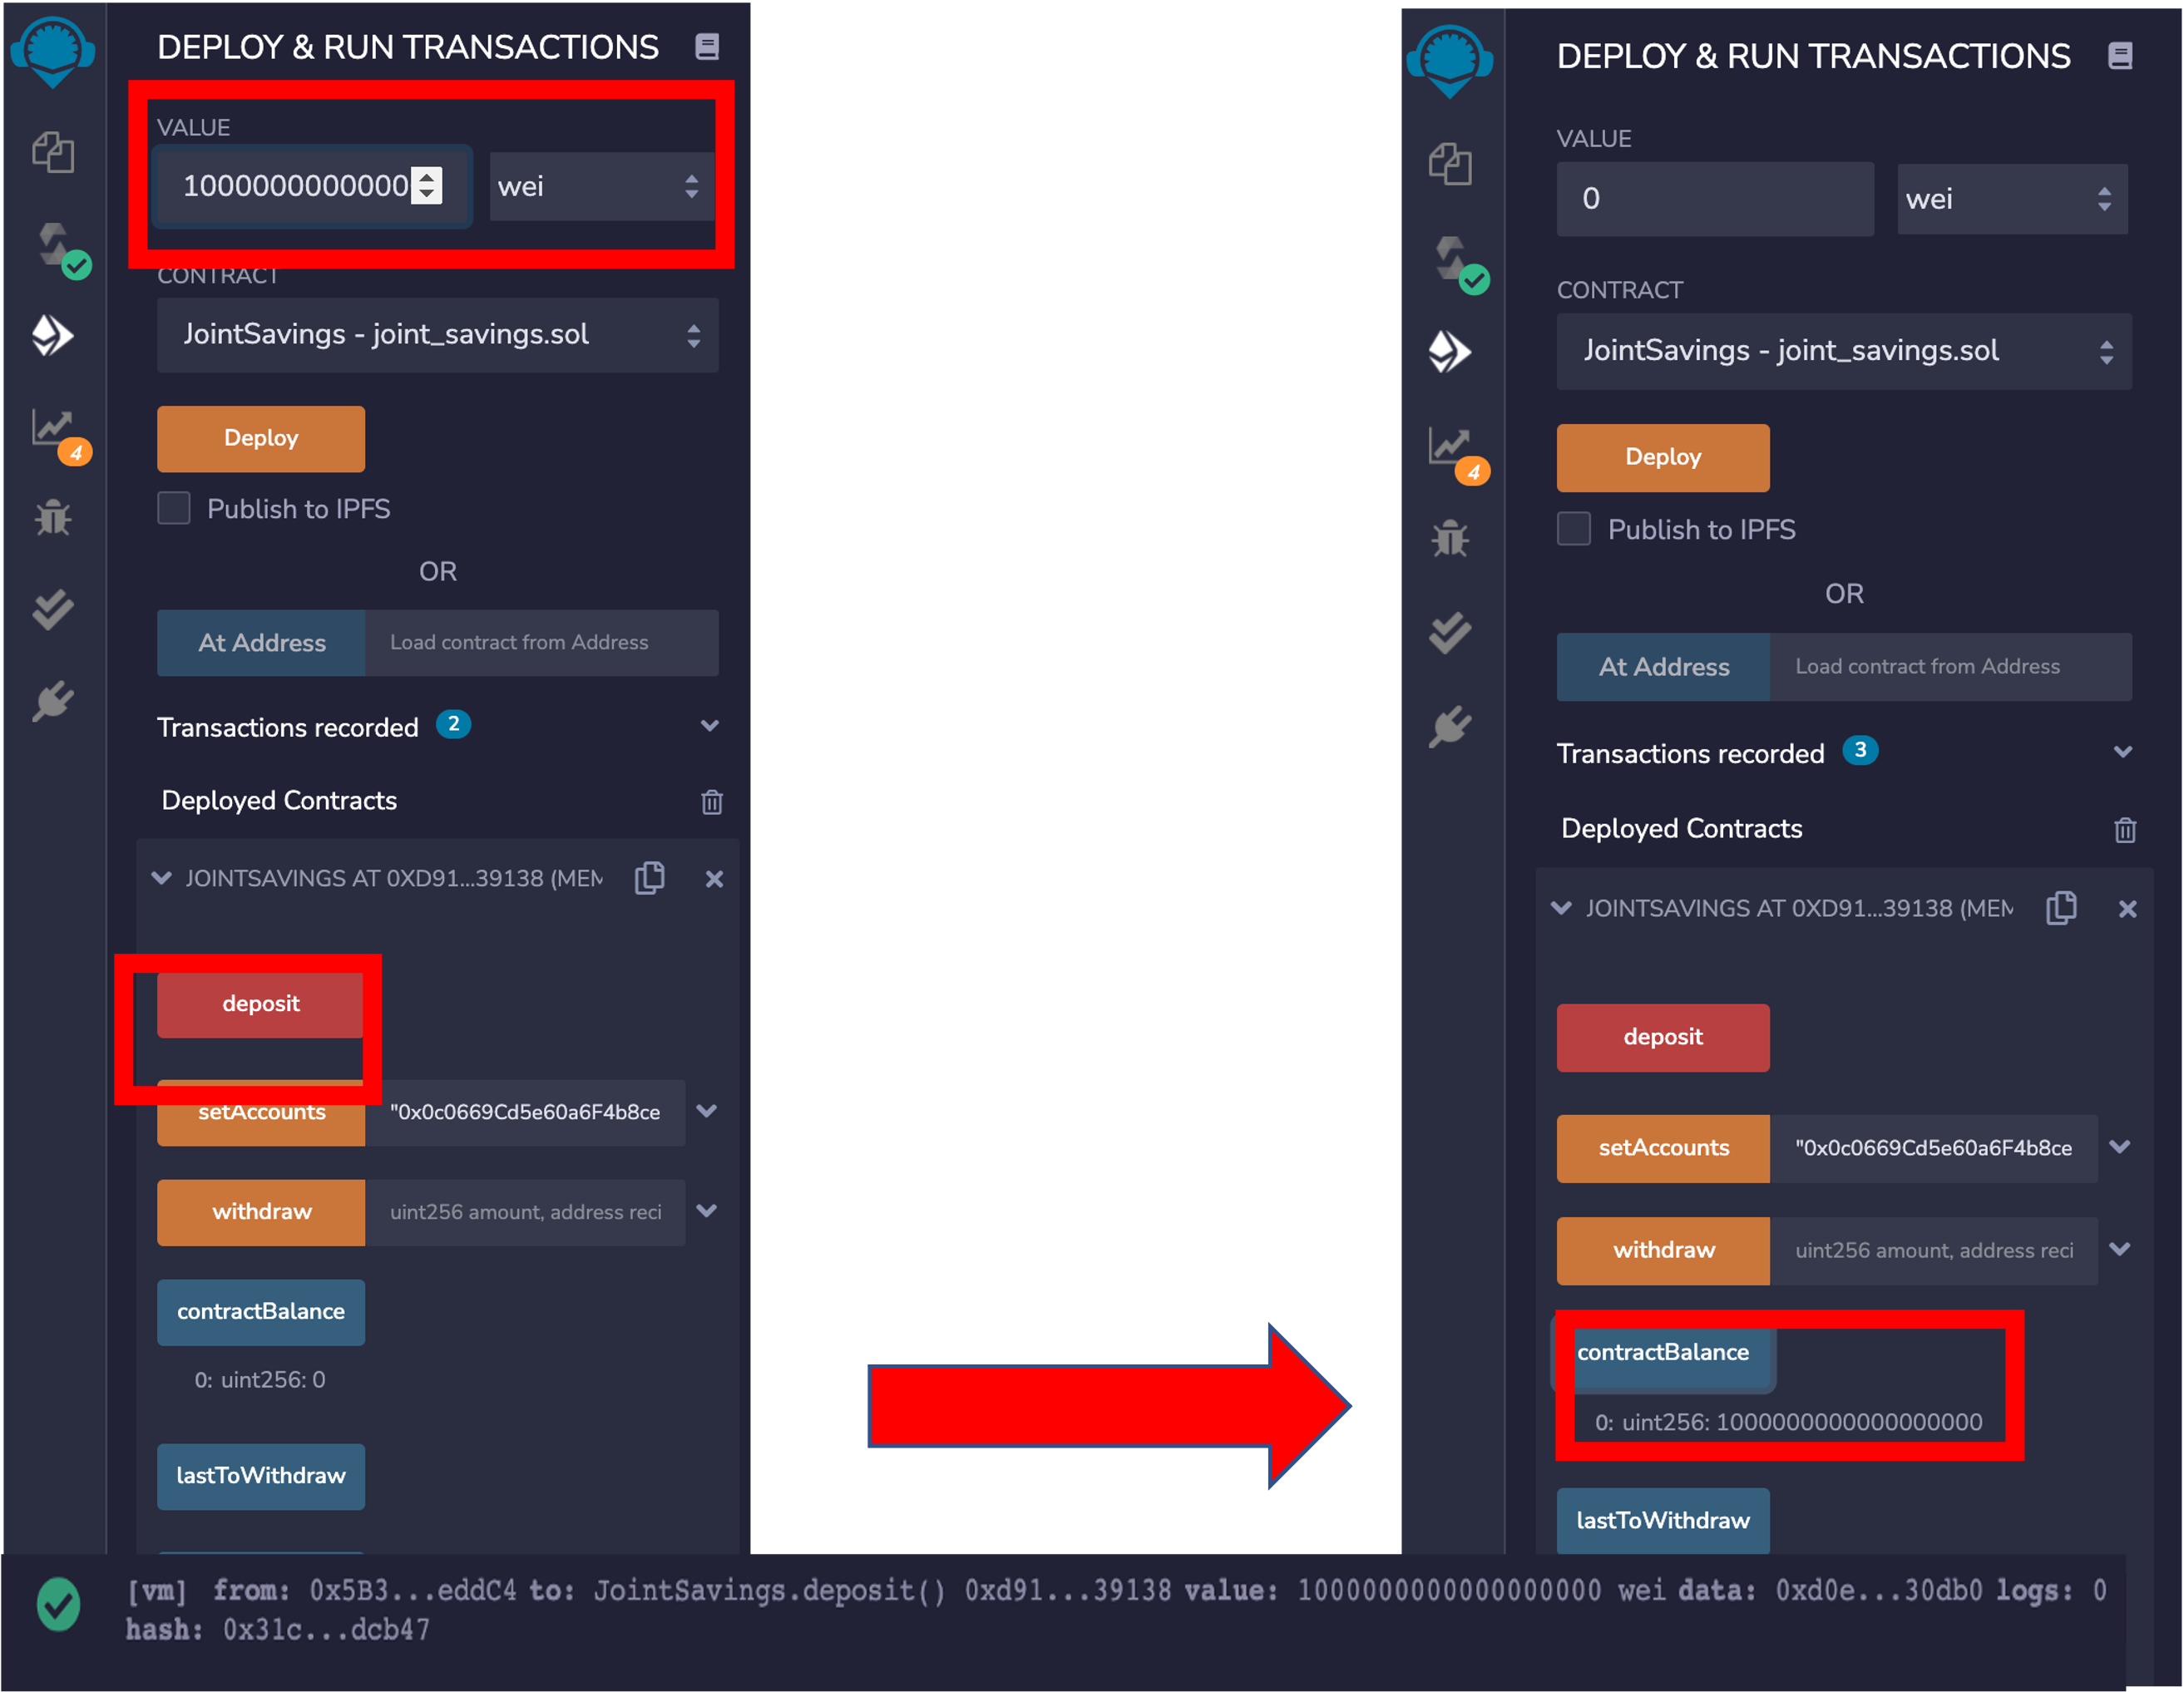 DEPLOY & RUN TRANSACTIONS
VALUE
1000000000000
wei
CONTRACT
JointSavings - joint_savings.sol
Deploy
Publish to IPFS
OR
At Address Load contract from Address
Transactions recorded 2
Deployed Contracts
JOINTSAVINGS AT 0XD91...39138 (MEM
deposit
setAccounts "0x0c0669Cd5e60a6F4b8ce
withdraw uint256 amount, address reci
contractBalance
0: uint256: 0
lastToWithdraw
4
DEPLOY & RUN TRANSACTIONS
VALUE
0
wei
CONTRACT
JointSavings - joint_savings.sol
Deploy
Publish to IPFS
OR
At Address Load contract from Address
Transactions recorded 3
Deployed Contracts
JOINTSAVINGS AT 0XD91...39138 (MEM
deposit
setAccounts "0x0c0669Cd5e60a6F4b8ce
withdraw uint256 amount, address reci
contractBalance
0: uint256: 1000000000000000000
lastToWithdraw
4
[vm] from: 0x5B3...eddC4 to: JointSavings.deposit() 0xd91...39138 value: 1000000000000000000 wei data: 0xd0e...30db0 logs: 0
hash: 0x31c...dcb47